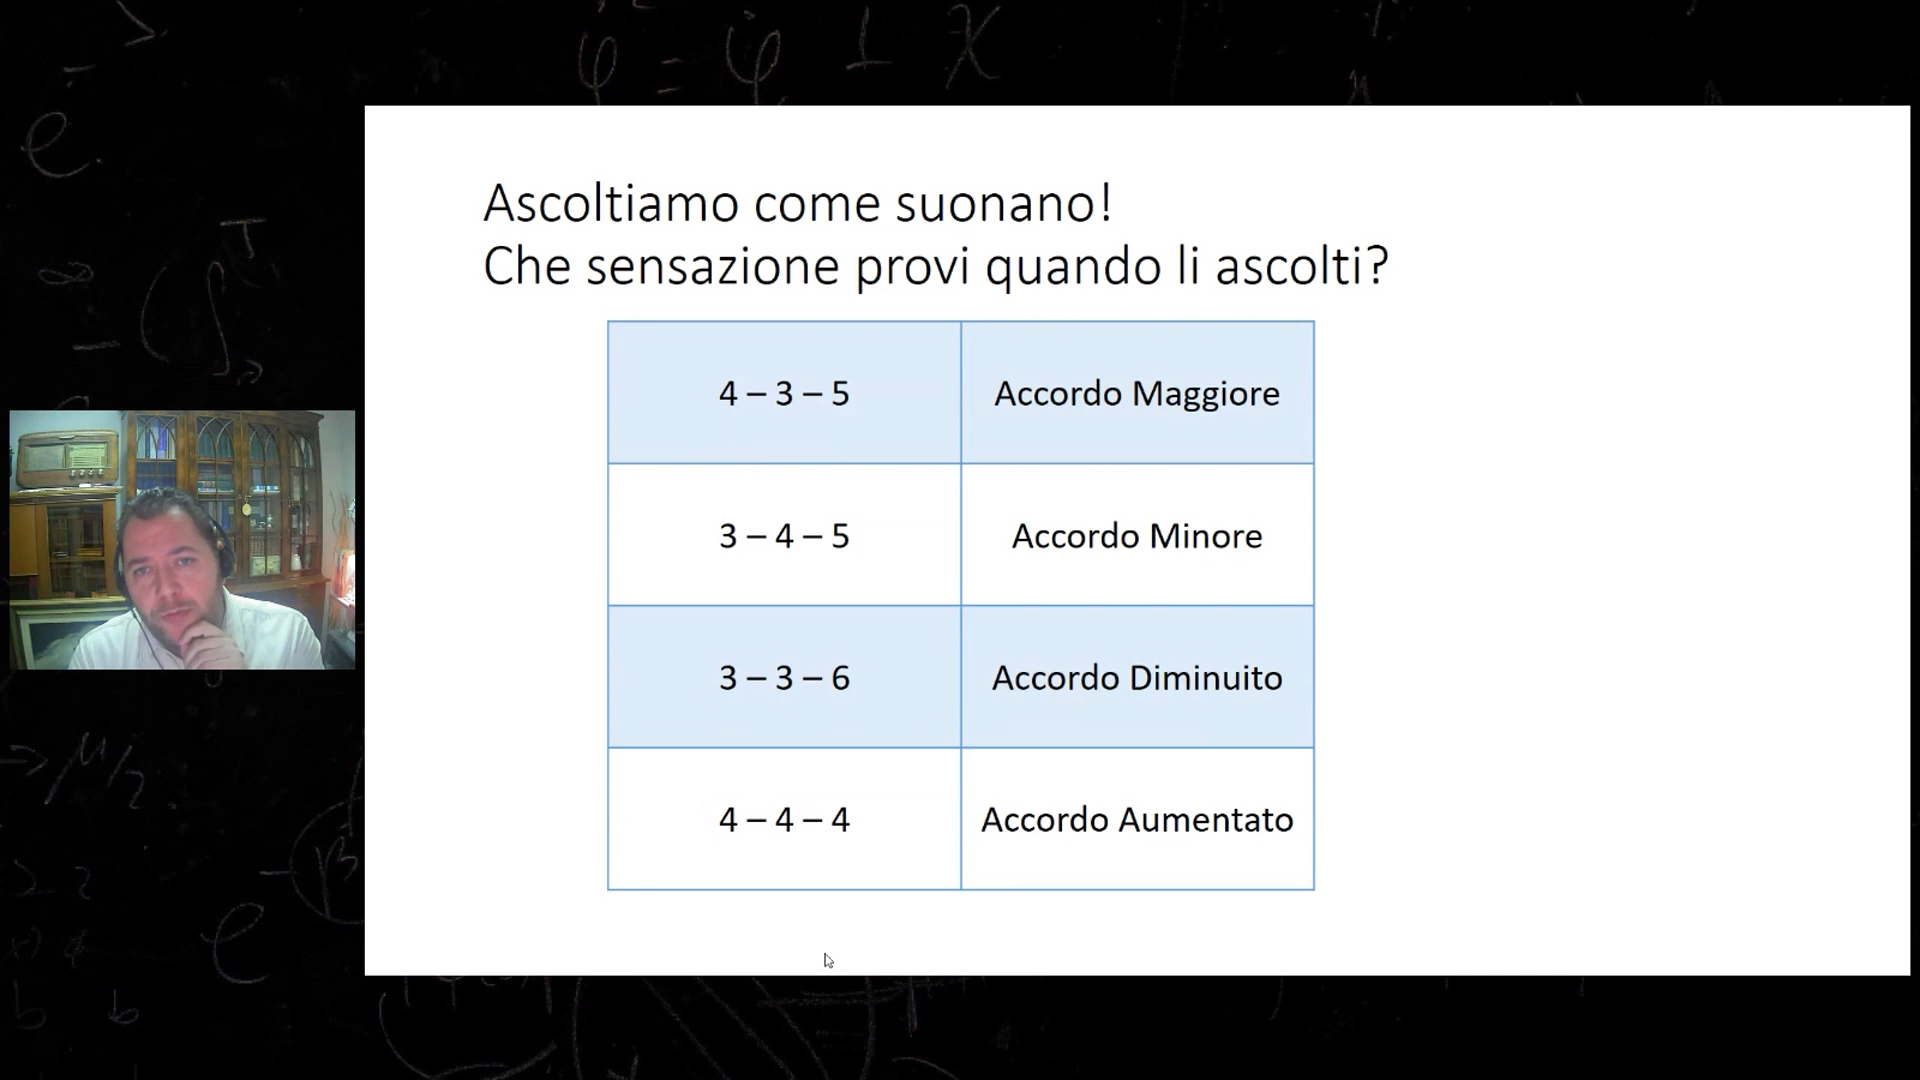 Ascoltiamo come suonano!
Che sensazione provi quando li ascolti?
4 – 3 – 5 Accordo Maggiore
3 – 4 – 5 Accordo Minore
3 – 3 – 6 Accordo Diminuito
4 – 4 – 4 Accordo Aumentato